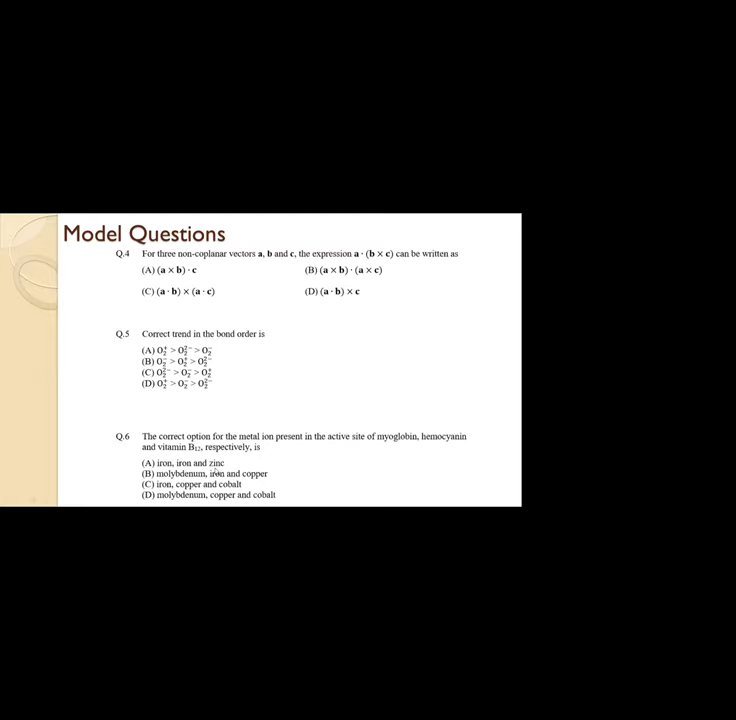 Model Questions
Q.4 For three non-coplanar vectors a, b and c, the expression a · (b × c) can be written as
(A) (a × b) · c (B) (a × b) · (a × c)
(C) (a · b) × (a · c) (D) (a · b) × c
Q.5 Correct trend in the bond order is
(A) O₂⁺ > O₂²⁻ > O₂⁻
(B) O₂⁻ > O₂⁺ > O₂²⁻
(C) O₂²⁻ > O₂⁻ > O₂⁺
(D) O₂⁺ > O₂⁻ > O₂²⁻
Q.6 The correct option for the metal ion present in the active site of myoglobin, hemocyanin
and vitamin B₁₂, respectively, is
(A) iron, iron and zinc
(B) molybdenum, iron and copper
(C) iron, copper and cobalt
(D) molybdenum, copper and cobalt